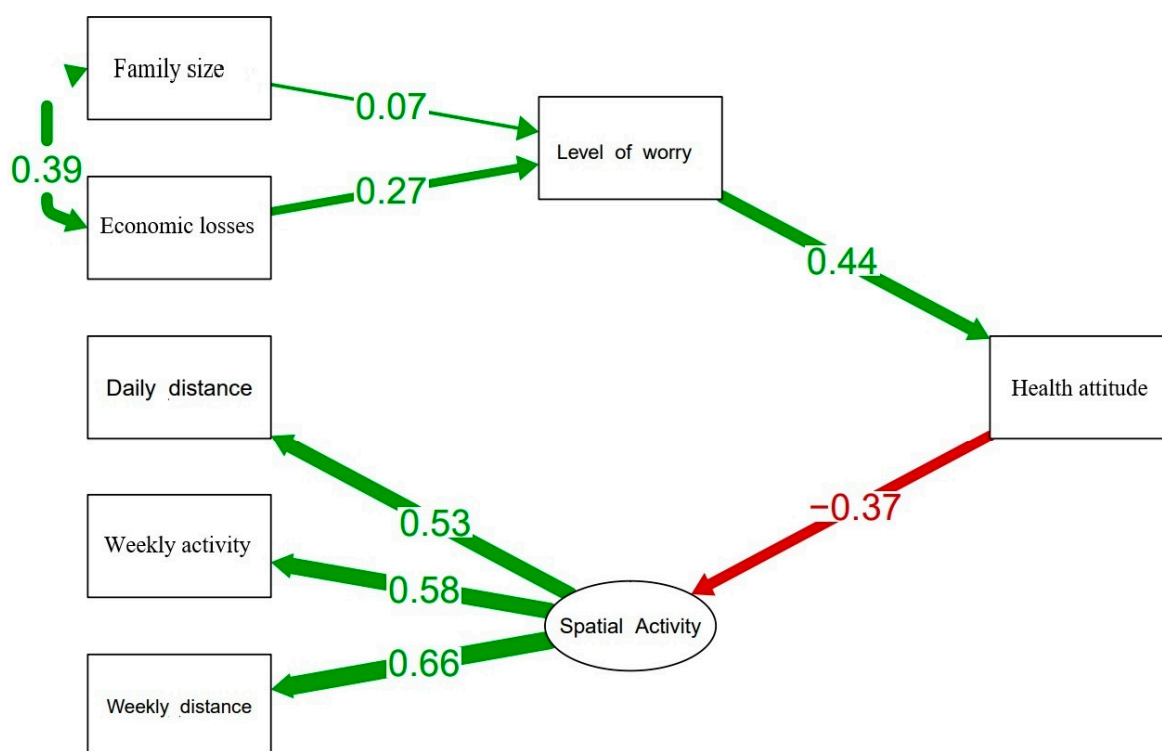 Family size
0.07
Level of worry
0.39
Economic losses
0.27
0.44
Daily distance
Health attitude
−0.37
0.53
Weekly activity
0.58
Spatial Activity
0.66
Weekly distance